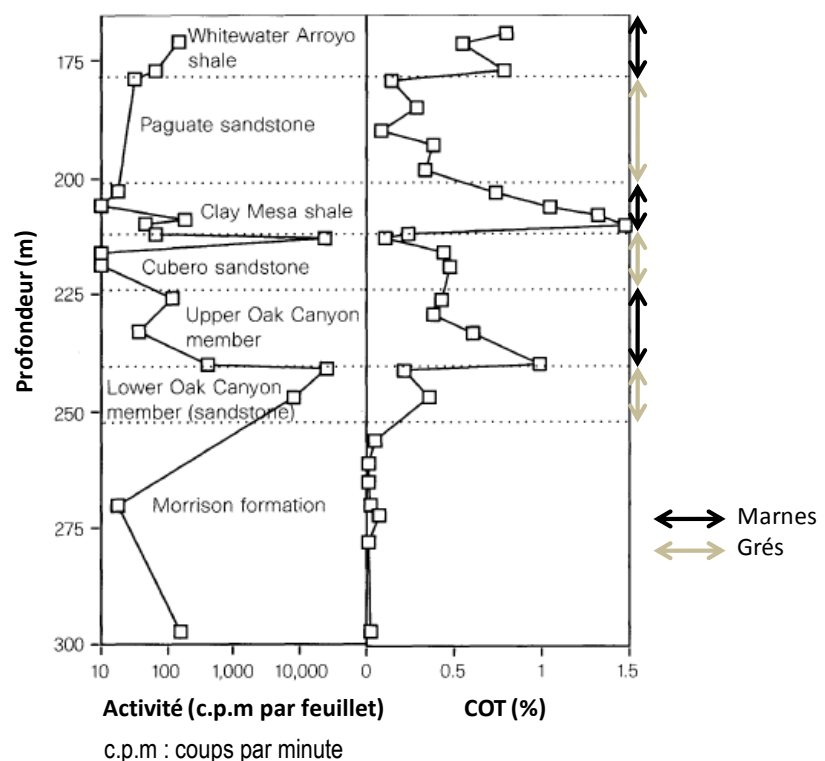 Whitewater Arroyo
shale
175
Paguate sandstone
200
Clay Mesa shale
Cubero sandstone
225
Upper Oak Canyon
member
Lower Oak Canyon
member (sandstone)
250
Morrison formation
275
300
Profondeur (m)
10 100 1,000 10,000 0 0.5 1 1.5
Activité (c.p.m par feuillet) COT (%)
c.p.m : coups par minute
Marnes
Grés